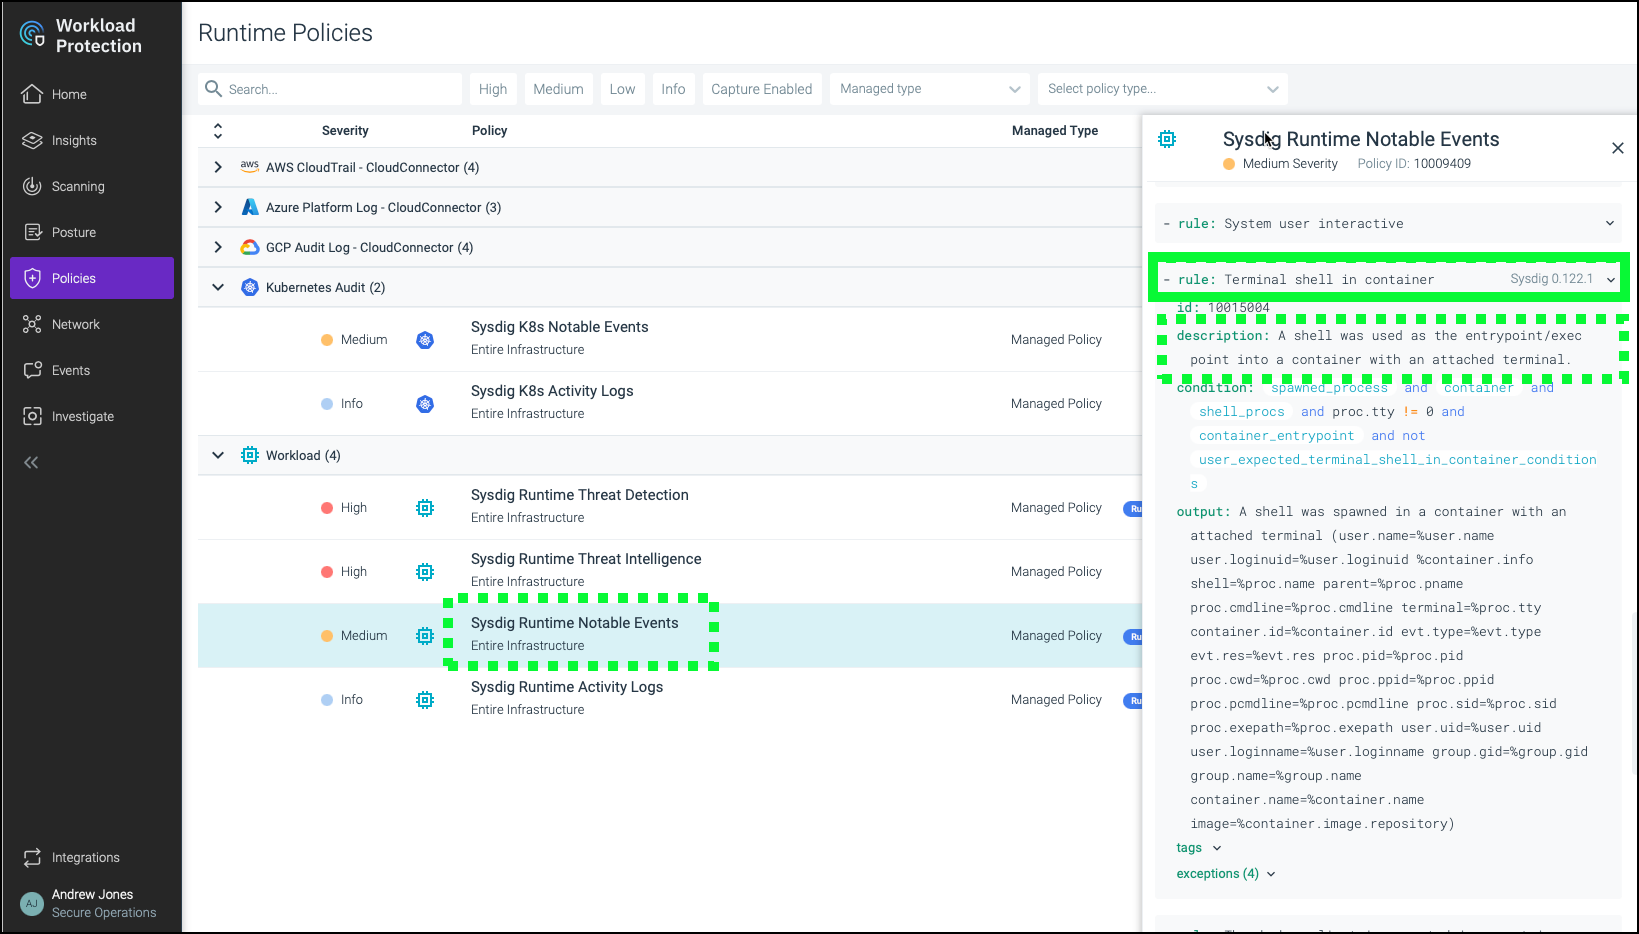 Workload
Protection
Home
Insights
Scanning
Posture
Policies
Network
Events
Investigate
Integrations
AJ
Andrew Jones
Secure Operations
Runtime Policies
Search...
High
Medium
Low
Info
Capture Enabled
Managed type
Select policy type...
Severity Policy Managed Type
aws AWS CloudTrail - CloudConnector (4)
Azure Platform Log - CloudConnector (3)
GCP Audit Log - CloudConnector (4)
Kubernetes Audit (2)
Medium Sysdig K8s Notable Events Managed Policy
Entire Infrastructure
Info Sysdig K8s Activity Logs Managed Policy
Entire Infrastructure
Workload (4)
High Sysdig Runtime Threat Detection Managed Policy Ru
Entire Infrastructure
High Sysdig Runtime Threat Intelligence Managed Policy
Entire Infrastructure
Medium Sysdig Runtime Notable Events Managed Policy Ru
Entire Infrastructure
Info Sysdig Runtime Activity Logs Managed Policy Ru
Entire Infrastructure
Sysdig Runtime Notable Events
Medium Severity Policy ID: 10009409
- rule: System user interactive
- rule: Terminal shell in container Sysdig 0.122.1
id: 10015004
description: A shell was used as the entrypoint/exec
point into a container with an attached terminal.
condition: spawned_process and container and
shell_procs and proc.tty != 0 and
container_entrypoint and not
user_expected_terminal_shell_in_container_condition
s
output: A shell was spawned in a container with an
attached terminal (user.name=%user.name
user.loginuid=%user.loginuid %container.info
shell=%proc.name parent=%proc.pname
proc.cmdline=%proc.cmdline terminal=%proc.tty
container.id=%container.id evt.type=%evt.type
evt.res=%evt.res proc.pid=%proc.pid
proc.cwd=%proc.cwd proc.ppid=%proc.ppid
proc.pcmdline=%proc.pcmdline proc.sid=%proc.sid
proc.exepath=%proc.exepath user.uid=%user.uid
user.loginname=%user.loginname group.gid=%group.gid
group.name=%group.name
container.name=%container.name
image=%container.image.repository)
tags
exceptions (4)